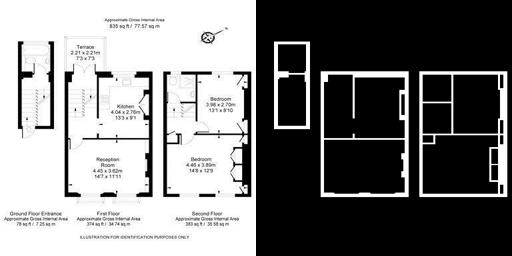 Approximate Gross Internal Area
835 sq ft / 77.57 sq m
Terrace
2.21 x 2.21m
7'3 x 7'3
Kitchen
4.04 x 2.76m
13'3 x 9'1
Bedroom
3.98 x 2.70m
13'1 x 8'10
Reception
Room
4.45 x 3.62m
14'7 x 11'11
Bedroom
4.46 x 3.89m
14'8 x 12'9
Ground Floor Entrance
Approximate Gross Internal Area
78 sq ft / 7.25 sq m
First Floor
Approximate Gross Internal Area
374 sq ft / 34.74 sq m
Second Floor
Approximate Gross Internal Area
383 sq ft / 35.58 sq m
ILLUSTRATION FOR IDENTIFICATION PURPOSES ONLY